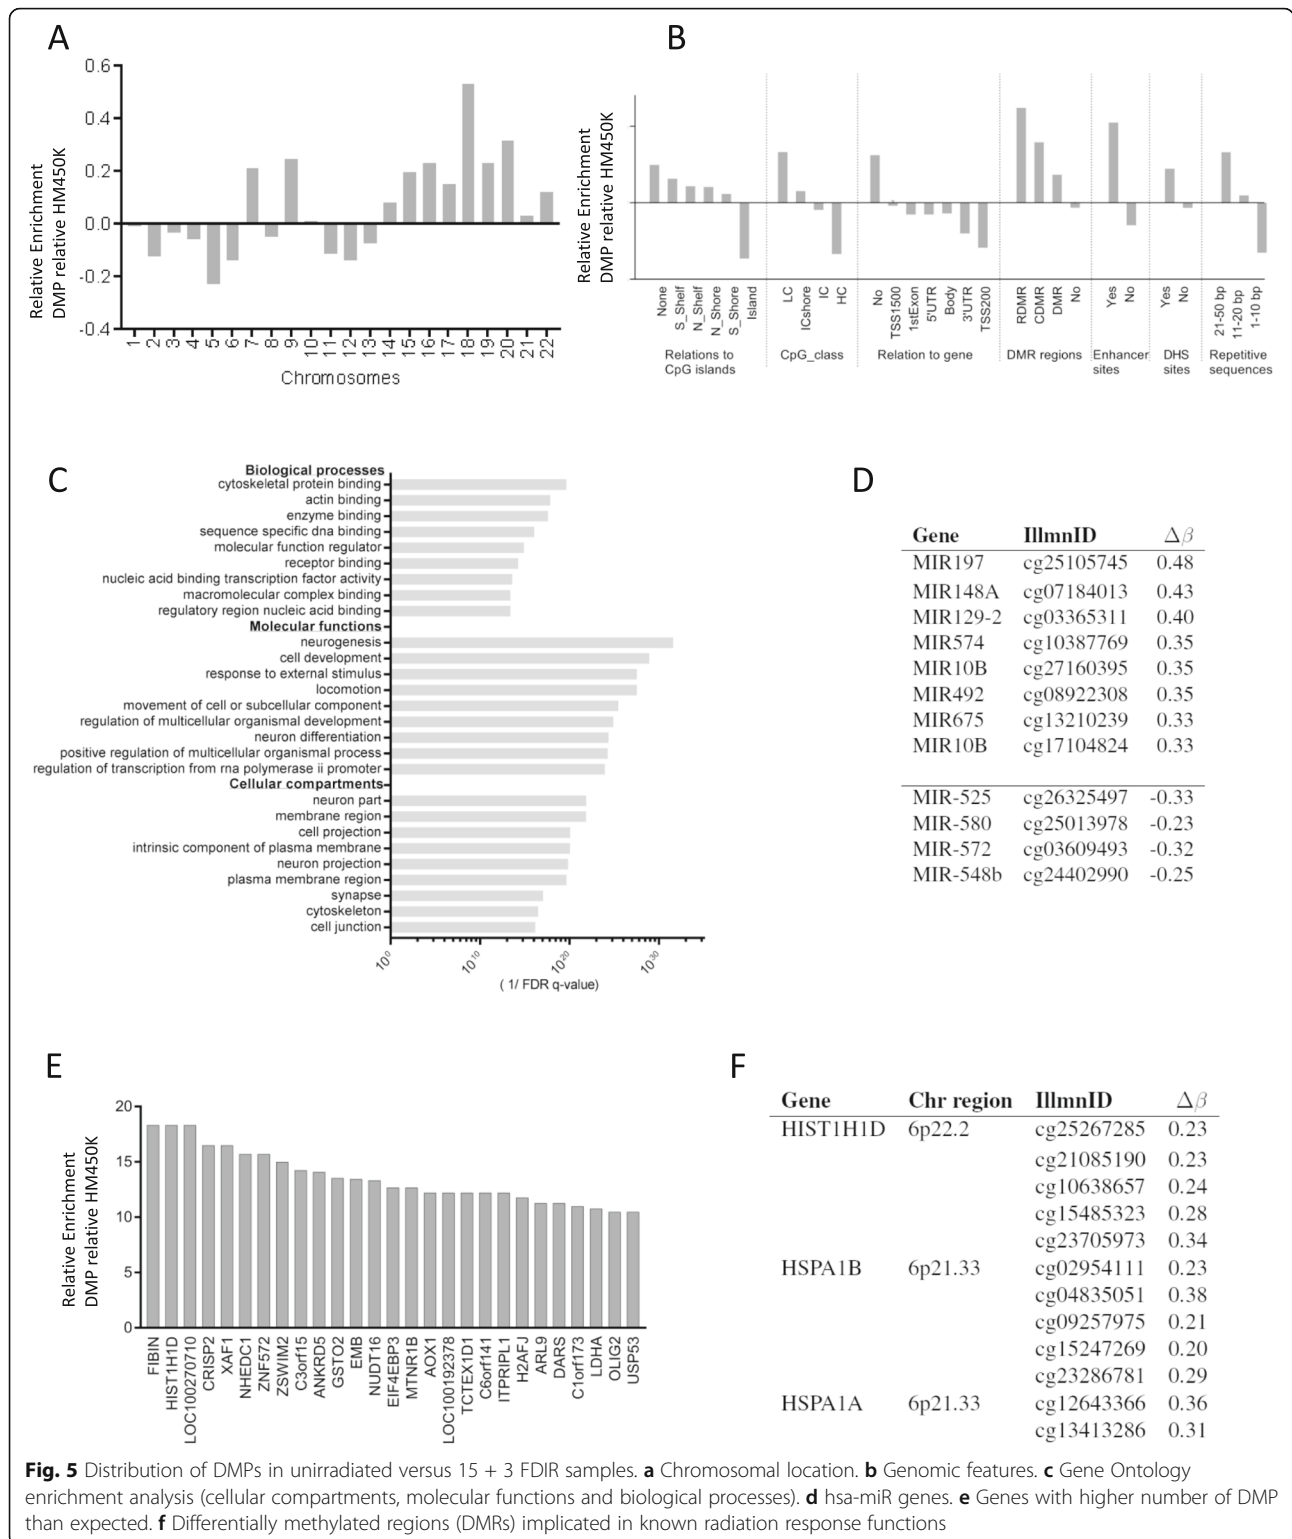 A
Relative Enrichment
DMP relative HM450K
0.6
0.4
0.2
0.0
-0.2
-0.4
1 2 3 4 5 6 7 8 9 10 11 12 13 14 15 16 17 18 19 20 21 22
Chromosomes
B
Relative Enrichment
DMP relative HM450K
None S_Shelf N_Shelf N_Shore S_Shore Island
LC ICshore IC HC
No TSS1500 1stExon 5'UTR Body 3'UTR TSS200
RDMR CDMR DMR No
Yes No
Yes No
21-50 bp 11-20 bp 1-10 bp
Relations to
CpG islands
CpG_class
Relation to gene
DMR regions
Enhancer
sites
DHS
sites
Repetitive
sequences
C
Biological processes
cytoskeletal protein binding
actin binding
enzyme binding
sequence specific dna binding
molecular function regulator
receptor binding
nucleic acid binding transcription factor activity
macromolecular complex binding
regulatory region nucleic acid binding
Molecular functions
neurogenesis
cell development
response to external stimulus
locomotion
movement of cell or subcellular component
regulation of multicellular organismal development
neuron differentiation
positive regulation of multicellular organismal process
regulation of transcription from rna polymerase ii promoter
Cellular compartments
neuron part
membrane region
cell projection
intrinsic component of plasma membrane
neuron projection
plasma membrane region
synapse
cytoskeleton
cell junction
10^0 10^10 10^20 10^30
( 1/ FDR q-value)
D
Gene IllmnID Δβ
MIR197 cg25105745 0.48
MIR148A cg07184013 0.43
MIR129-2 cg03365311 0.40
MIR574 cg10387769 0.35
MIR10B cg27160395 0.35
MIR492 cg08922308 0.35
MIR675 cg13210239 0.33
MIR10B cg17104824 0.33
MIR-525 cg26325497 -0.33
MIR-580 cg25013978 -0.23
MIR-572 cg03609493 -0.32
MIR-548b cg24402990 -0.25
E
Relative Enrichment
DMP relative HM450K
20
15
10
5
0
FIBIN HIST1H1D LOC100270710 CRISP2 XAF1 NHEDC1 ZNF572 ZSWIM2 C3orf15 ANKRD5 GSTO2 EMB NUDT16 EIF4EBP3 MTNR1B AOX1 LOC100192378 TCTEX1D1 C6orf141 ITPRIPL1 H2AFJ ARL9 DARS C1orf173 LDHA OLIG2 USP53
F
Gene Chr region IllmnID Δβ
HIST1H1D 6p22.2 cg25267285 0.23
cg21085190 0.23
cg10638657 0.24
cg15485323 0.28
cg23705973 0.34
HSPA1B 6p21.33 cg02954111 0.23
cg04835051 0.38
cg09257975 0.21
cg15247269 0.20
cg23286781 0.29
HSPA1A 6p21.33 cg12643366 0.36
cg13413286 0.31
Fig. 5 Distribution of DMPs in unirradiated versus 15 + 3 FDIR samples. a Chromosomal location. b Genomic features. c Gene Ontology
enrichment analysis (cellular compartments, molecular functions and biological processes). d hsa-miR genes. e Genes with higher number of DMP
than expected. f Differentially methylated regions (DMRs) implicated in known radiation response functions